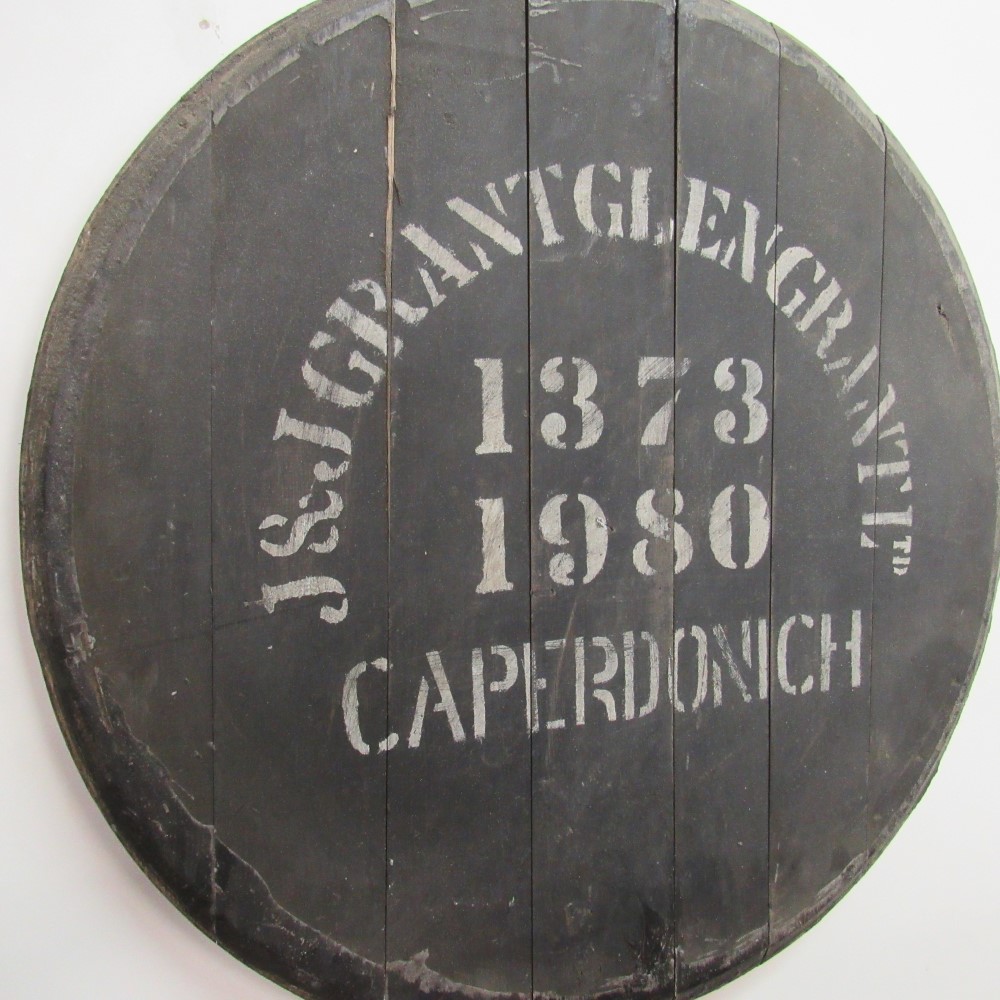 J & J GRANT GLEN GRANT LTD
1373
1980
CAPERDONICH